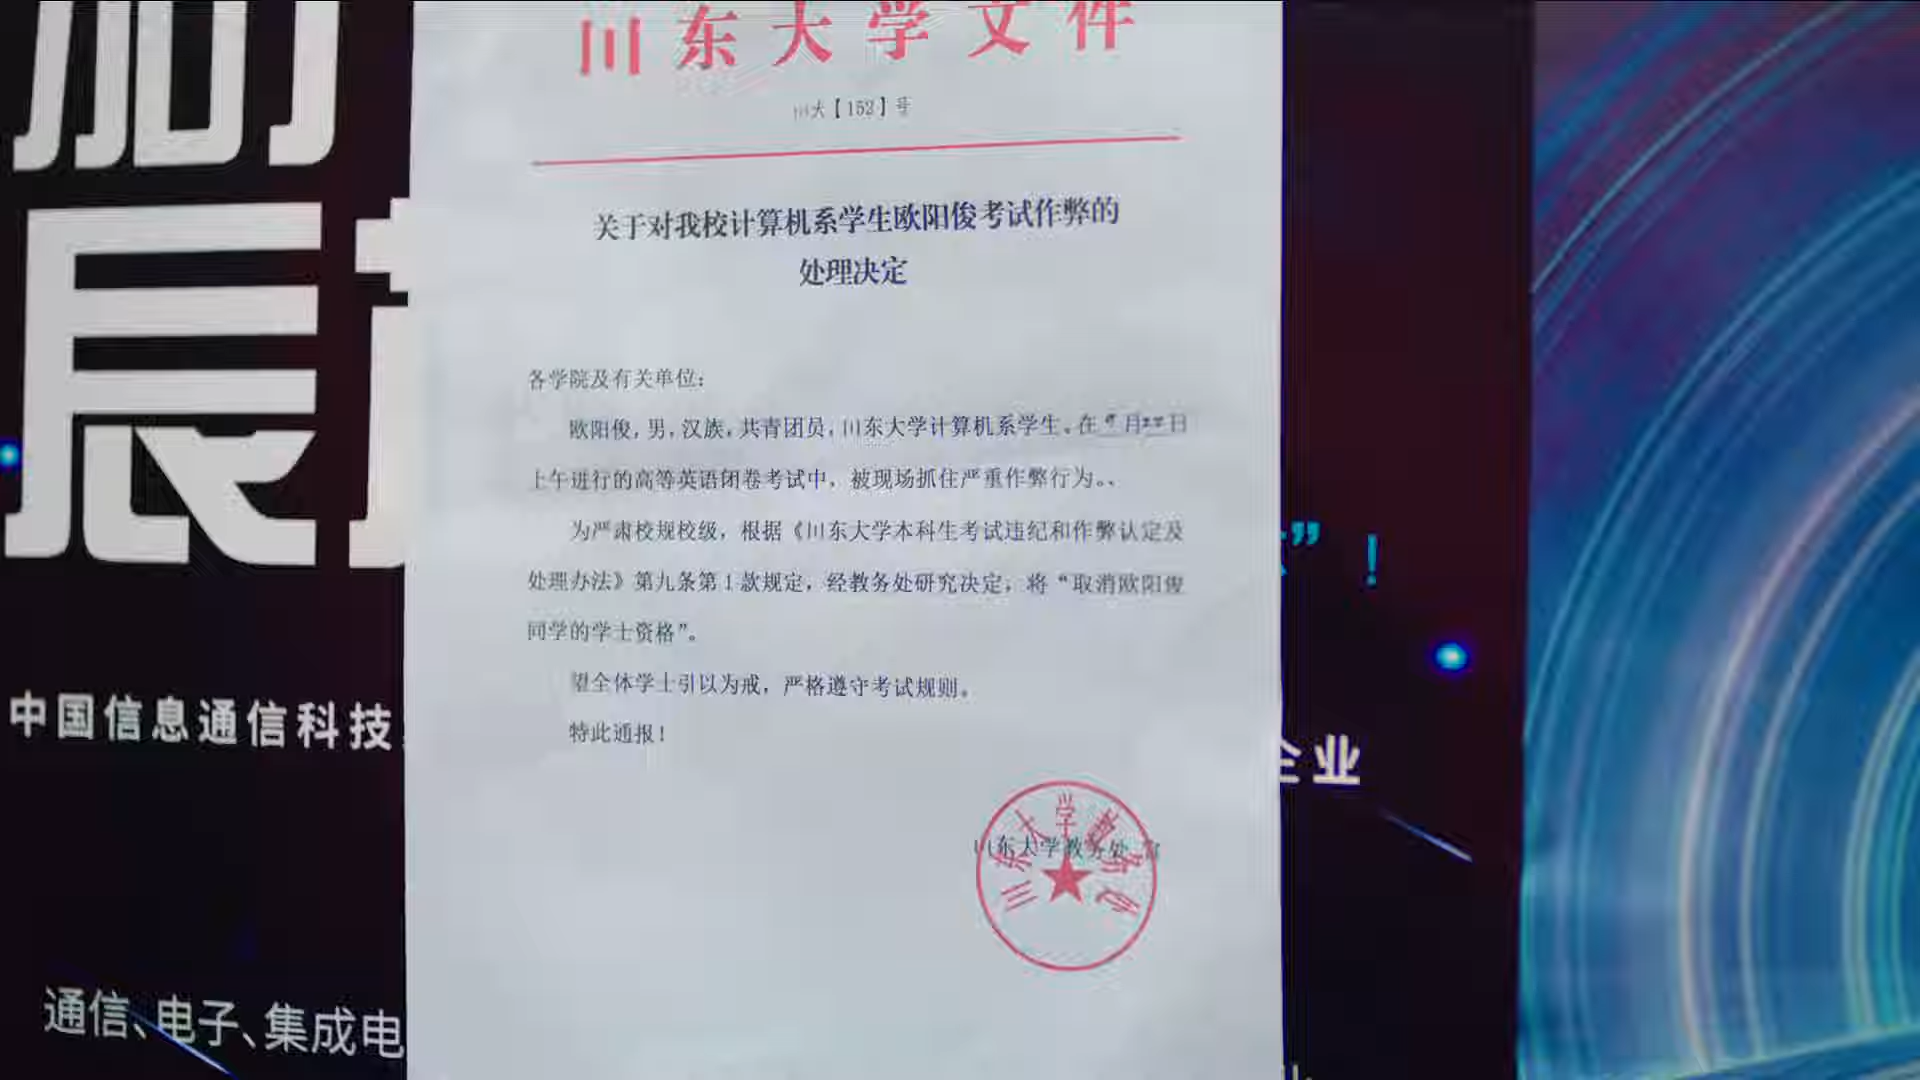 川东大学文件
川大【152】号
关于对我校计算机系学生欧阳俊考试作弊的
处理决定
各学院及有关单位：
欧阳俊，男，汉族，共青团员，川东大学计算机系学生。在 月 日
上午进行的高等英语闭卷考试中，被现场抓住严重作弊行为。、
为严肃校规校级，根据《川东大学本科生考试违纪和作弊认定及
处理办法》第九条第1款规定，经教务处研究决定，将“取消欧阳俊
同学的学士资格”。
望全体学士引以为戒，严格遵守考试规则。
特此通报！
川东大学教务处
川东大学教务处
辰
”！
中国信息通信科技
企业
通信、电子、集成电